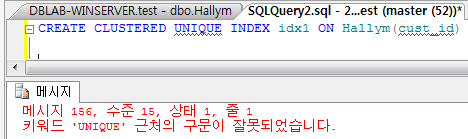 DBLAB-WINSERVER.test - dbo.Hallym SQLQuery2.sql - 2...est (master (52))*
CREATE CLUSTERED UNIQUE INDEX idx1 ON Hallym(cust_id)
메시지
메시지 156, 수준 15, 상태 1, 줄 1
키워드 'UNIQUE' 근처의 구문이 잘못되었습니다.